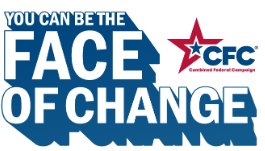 YOU CAN BE THE
FACE
OF CHANGE
CFC®
Combined Federal Campaign